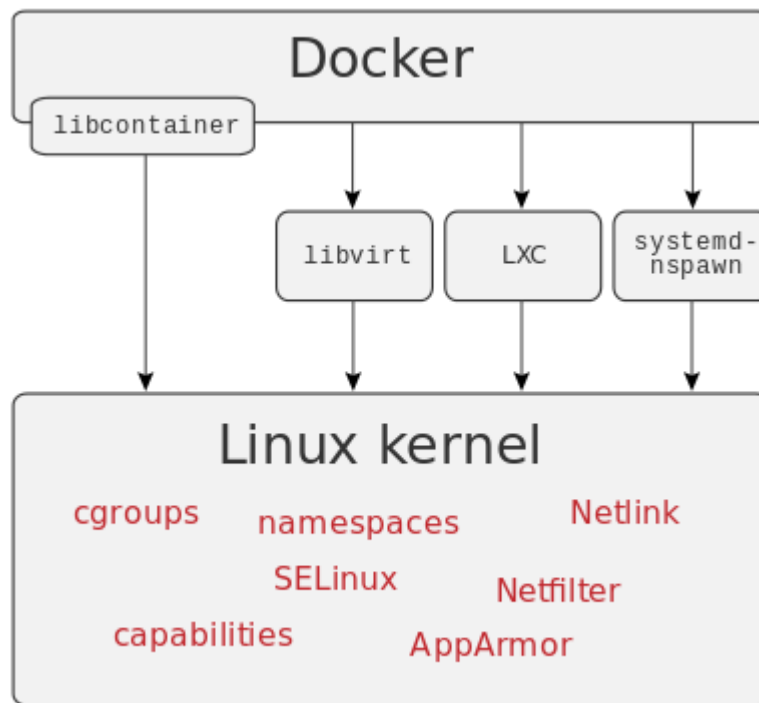 Docker
libcontainer
libvirt
LXC
systemd-
nspawn
Linux kernel
cgroups
namespaces
Netlink
SELinux
Netfilter
capabilities
AppArmor